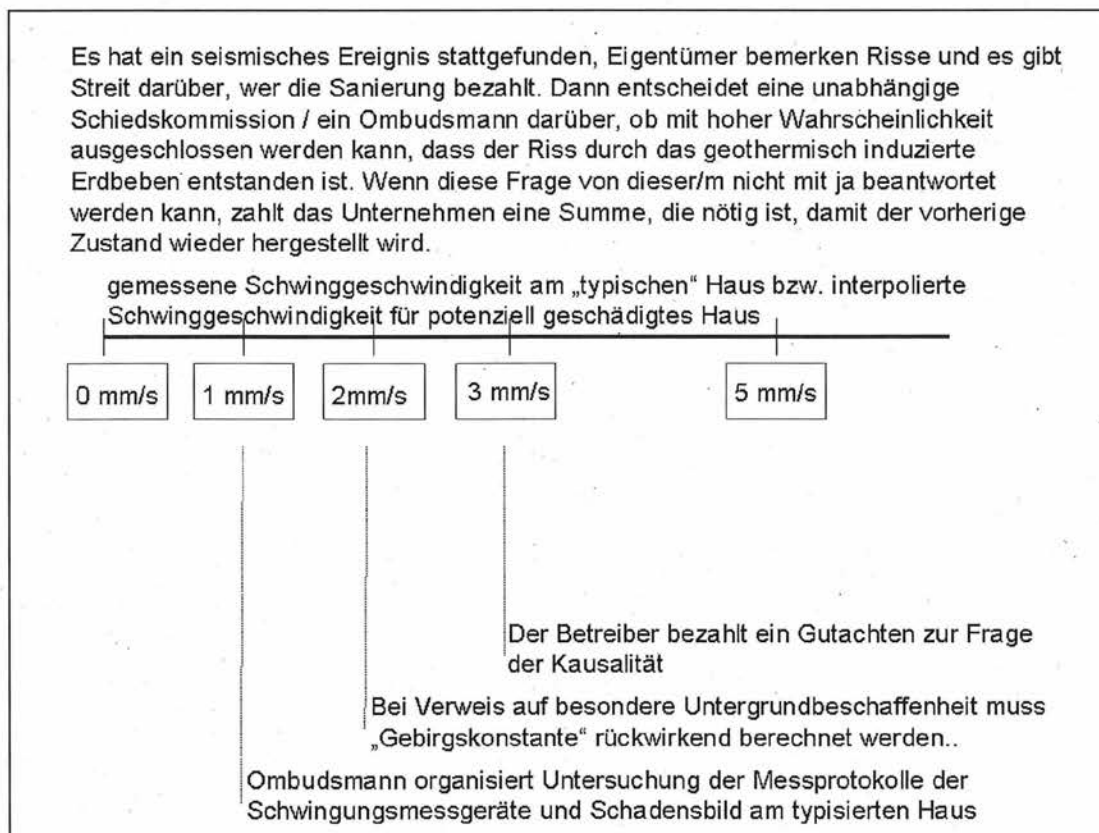 Es hat ein seismisches Ereignis stattgefunden, Eigentümer bemerken Risse und es gibt
Streit darüber, wer die Sanierung bezahlt. Dann entscheidet eine unabhängige
Schiedskommission / ein Ombudsmann darüber, ob mit hoher Wahrscheinlichkeit
ausgeschlossen werden kann, dass der Riss durch das geothermisch induzierte
Erdbeben entstanden ist. Wenn diese Frage von dieser/m nicht mit ja beantwortet
werden kann, zahlt das Unternehmen eine Summe, die nötig ist, damit der vorherige
Zustand wieder hergestellt wird.
gemessene Schwinggeschwindigkeit am „typischen“ Haus bzw. interpolierte
Schwinggeschwindigkeit für potenziell geschädigtes Haus
0 mm/s 1 mm/s 2mm/s 3 mm/s 5 mm/s
Der Betreiber bezahlt ein Gutachten zur Frage
der Kausalität
Bei Verweis auf besondere Untergrundbeschaffenheit muss
„Gebirgskonstante“ rückwirkend berechnet werden..
Ombudsmann organisiert Untersuchung der Messprotokolle der
Schwingungsmessgeräte und Schadensbild am typisierten Haus